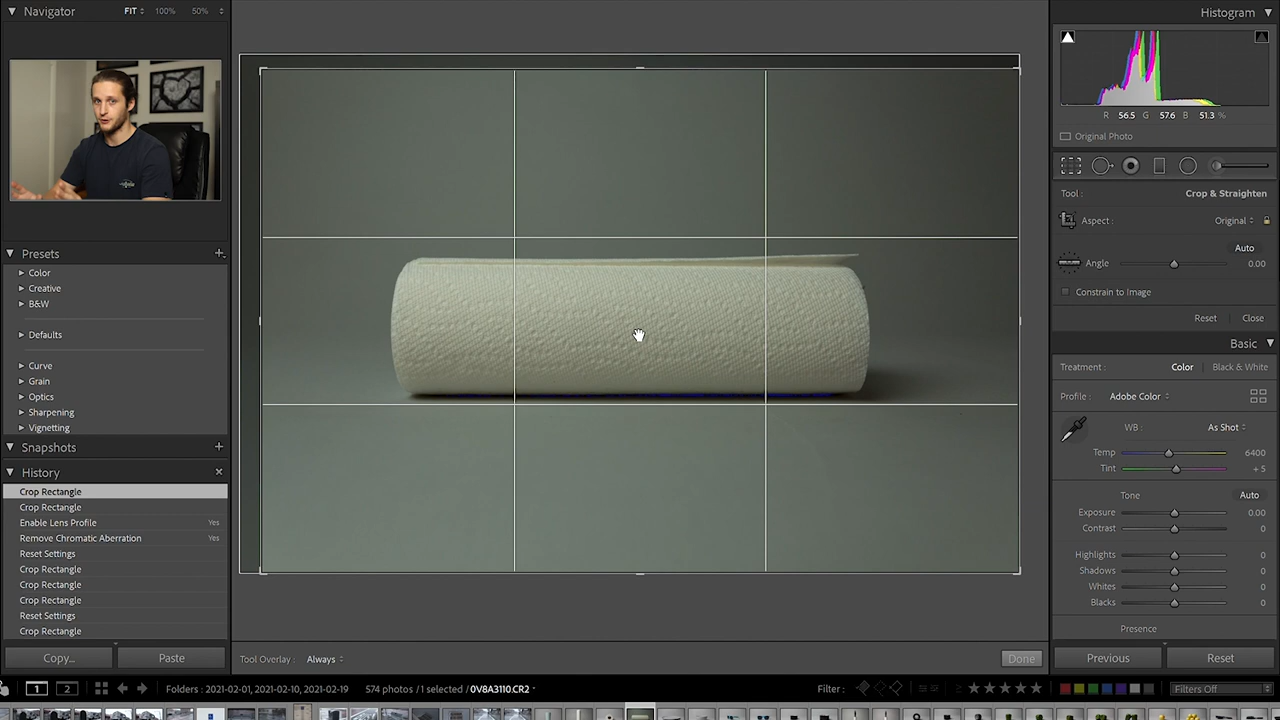 Navigator
FIT 100% 50%
Presets
Color
Creative
B&W
Defaults
Curve
Grain
Optics
Sharpening
Vignetting
Snapshots
History
Crop Rectangle
Crop Rectangle
Enable Lens Profile Yes
Remove Chromatic Aberration Yes
Reset Settings
Crop Rectangle
Crop Rectangle
Crop Rectangle
Reset Settings
Crop Rectangle
Copy... Paste
Tool Overlay: Always
Done
Histogram
R 56.5 G 57.6 B 51.3 %
Original Photo
Tool: Crop & Straighten
Aspect: Original
Auto
Angle 0.00
Constrain to Image
Reset Close
Basic
Treatment: Color Black & White
Profile: Adobe Color
WB: As Shot
Temp 6400
Tint + 5
Tone Auto
Exposure 0.00
Contrast 0
Highlights 0
Shadows 0
Whites 0
Blacks 0
Presence
Previous Reset
1 2 Folders: 2021-02-01, 2021-02-10, 2021-02-19 574 photos / 1 selected / 0V8A3110.CR2 Filter: Filters Off